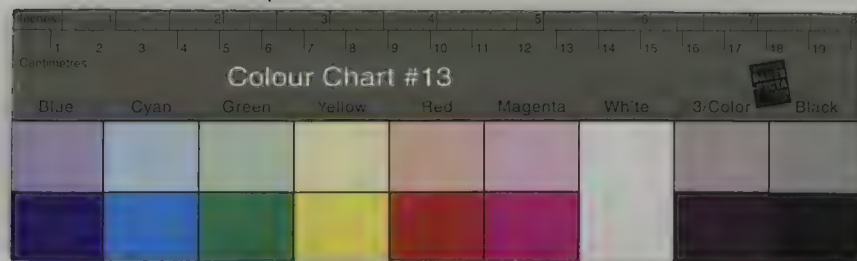 Inches 1 2 3 4 5 6 7 8
1 2 3 4 5 6 7 8 9 10 11 12 13 14 15 16 17 18 19
Centimetres
Colour Chart #13
Blue Cyan Green Yellow Red Magenta White 3/Color Black